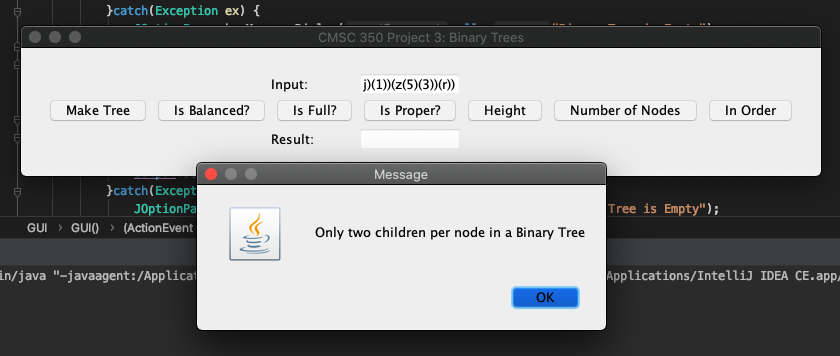 }catch(Exception ex) {
CMSC 350 Project 3: Binary Trees
Input: j)(1))(z(5)(3))(r))
Make Tree Is Balanced? Is Full? Is Proper? Height Number of Nodes In Order
Result:
Message
}catch(Except
JOptionPa Tree is Empty");
Only two children per node in a Binary Tree
GUI › GUI() › (ActionEvent
in/java "-javaagent:/Applicat Applications/IntelliJ IDEA CE.app/
OK